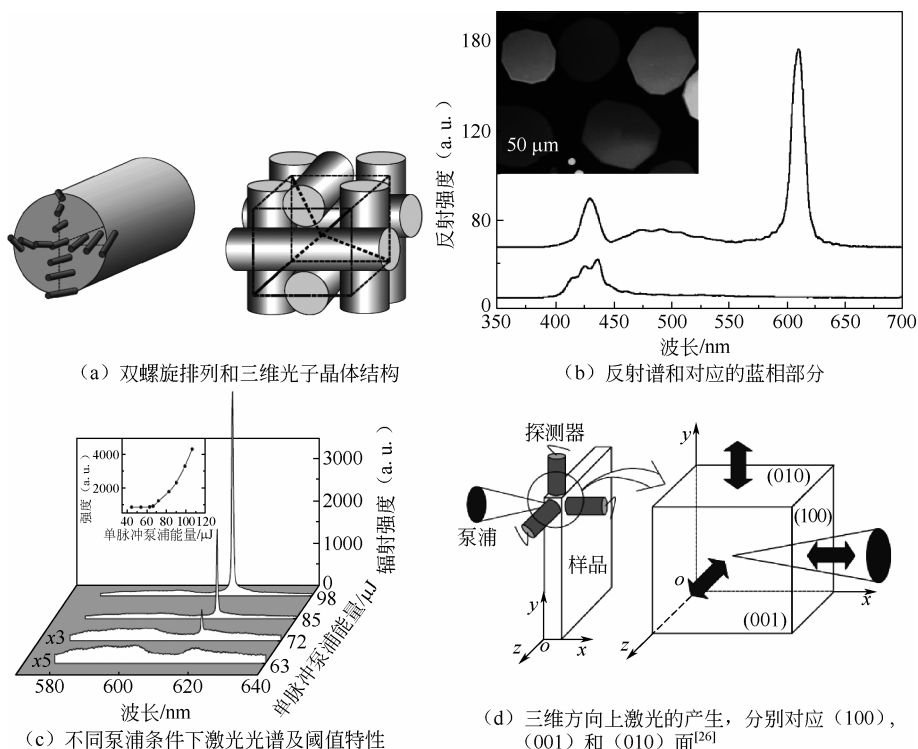 (a) 双螺旋排列和三维光子晶体结构
反射强度 (a. u.)
180
120
80
0
50 μm
350 400 450 500 550 600 650 700
波长/nm
(b) 反射谱和对应的蓝相部分
强度 (a. u.)
4000
2000
40 60 80 100 120
单脉冲泵浦能量/μJ
3000
2000
1000
0
辐射强度 (a. u.)
98
85
72
63
单脉冲泵浦能量/μJ
x3
x5
580 600 620 640
波长/nm
(c) 不同泵浦条件下激光光谱及阈值特性
探测器
泵浦
样品
y
o
x
z
y
(010)
(100)
o
x
(001)
z
(d) 三维方向上激光的产生,分别对应(100),
(001)和(010)面[26]